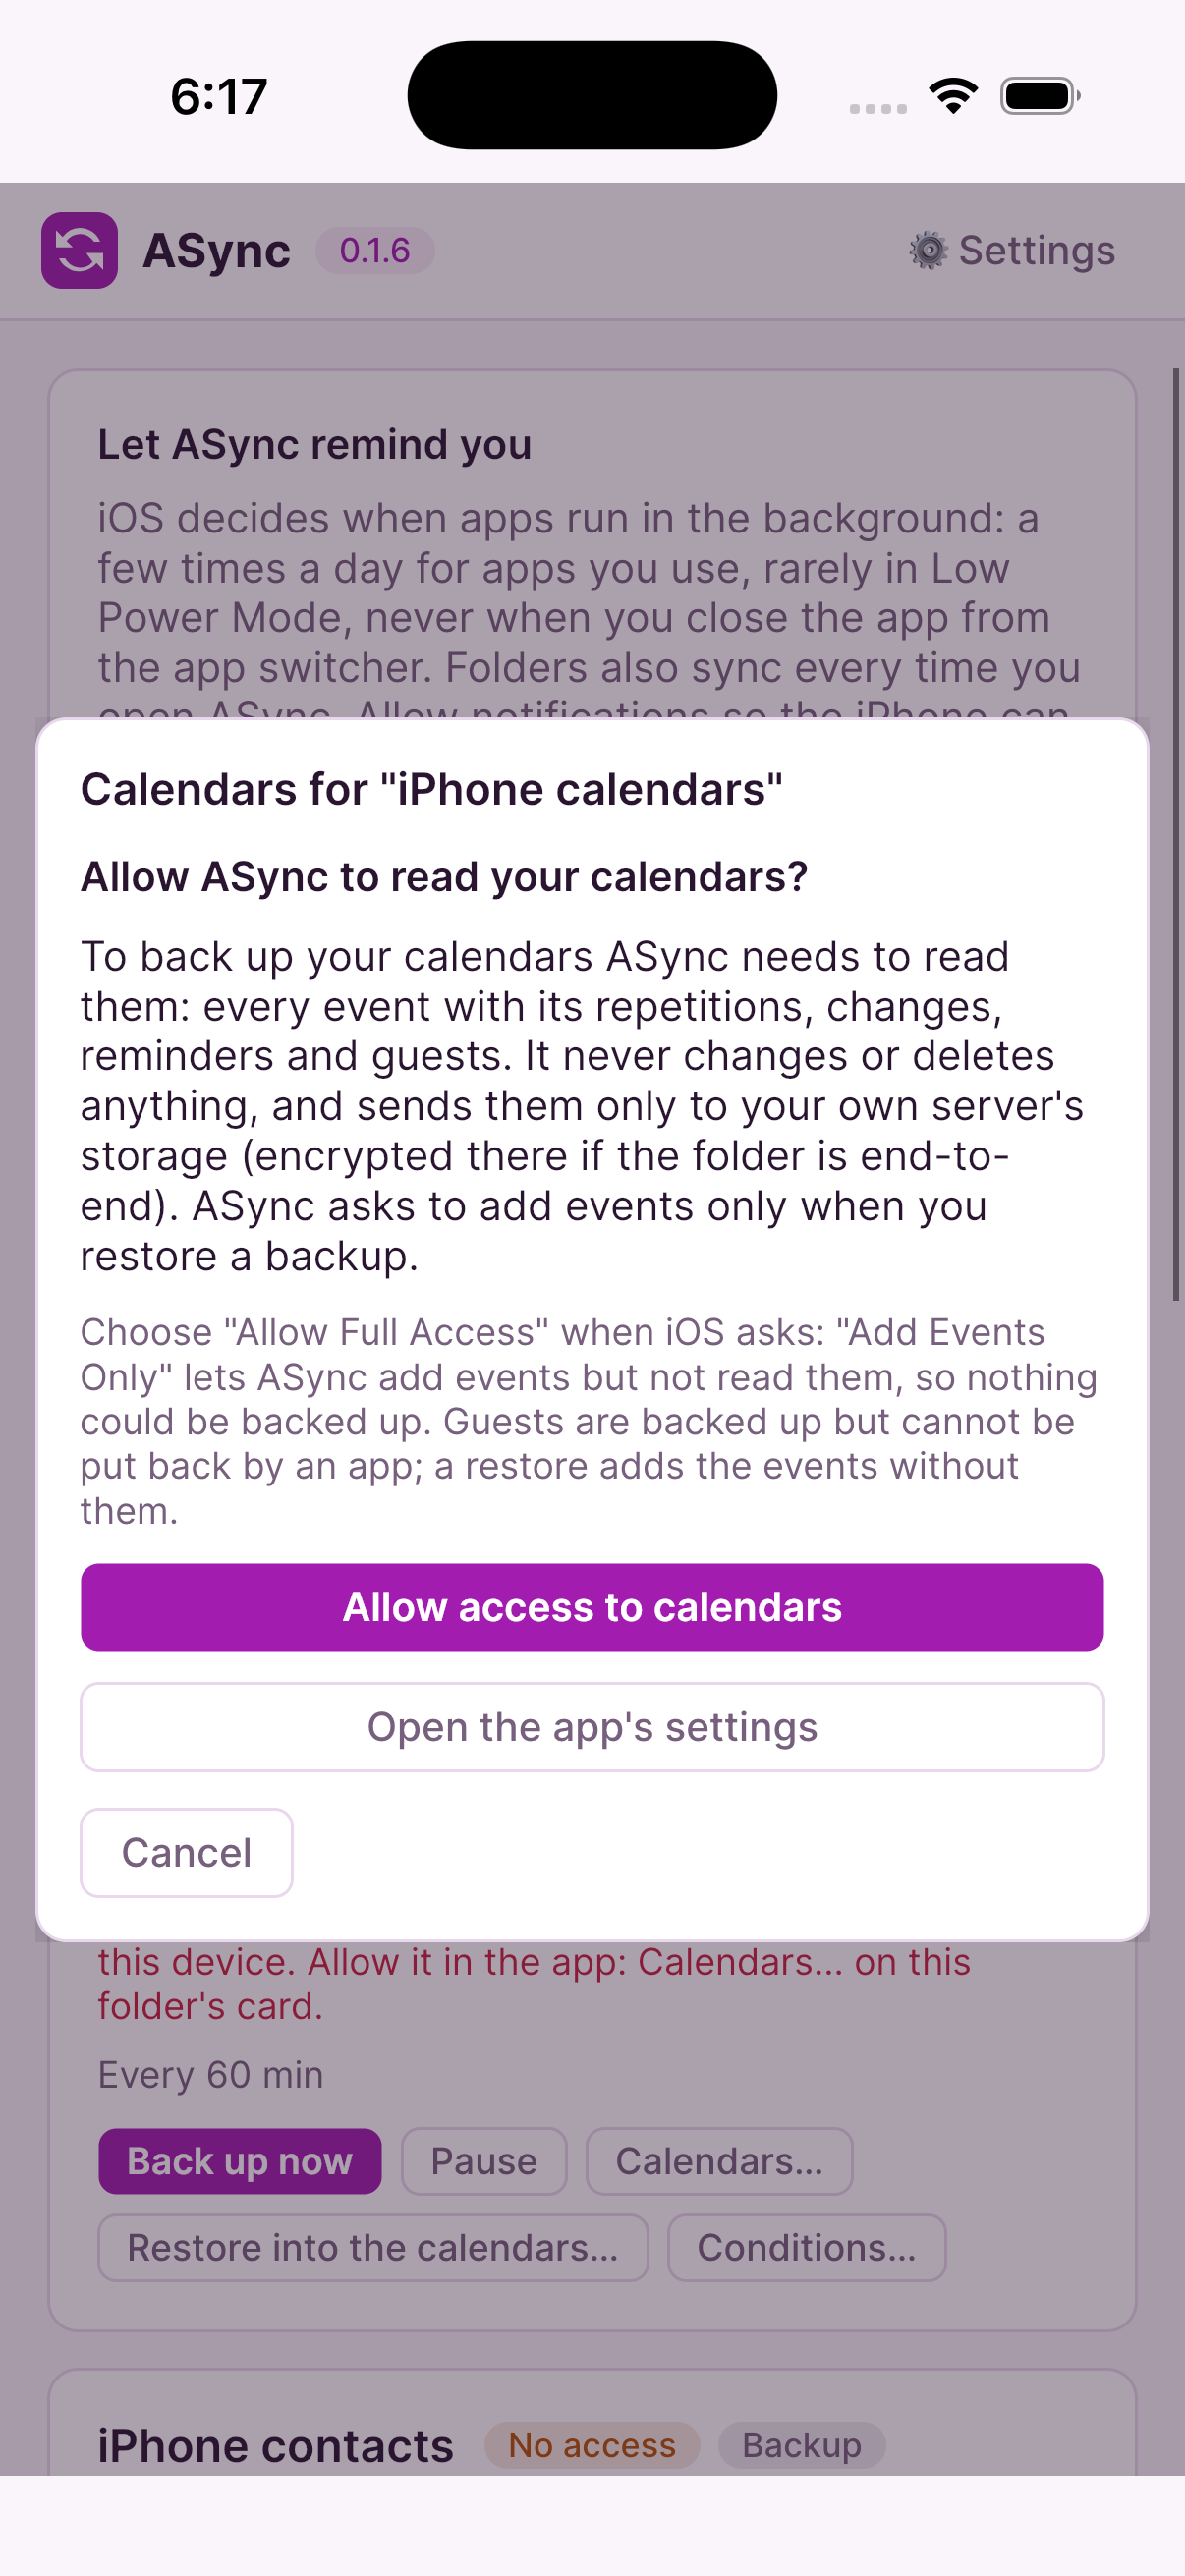 6:17
ASync 0.1.6 Settings
Let ASync remind you
iOS decides when apps run in the background: a
few times a day for apps you use, rarely in Low
Power Mode, never when you close the app from
the app switcher. Folders also sync every time you
open ASync. Allow notifications so the iPhone can
Calendars for "iPhone calendars"
Allow ASync to read your calendars?
To back up your calendars ASync needs to read
them: every event with its repetitions, changes,
reminders and guests. It never changes or deletes
anything, and sends them only to your own server's
storage (encrypted there if the folder is end-to-
end). ASync asks to add events only when you
restore a backup.
Choose "Allow Full Access" when iOS asks: "Add Events
Only" lets ASync add events but not read them, so nothing
could be backed up. Guests are backed up but cannot be
put back by an app; a restore adds the events without
them.
Allow access to calendars
Open the app's settings
Cancel
this device. Allow it in the app: Calendars... on this
folder's card.
Every 60 min
Back up now Pause Calendars...
Restore into the calendars... Conditions...
iPhone contacts No access Backup